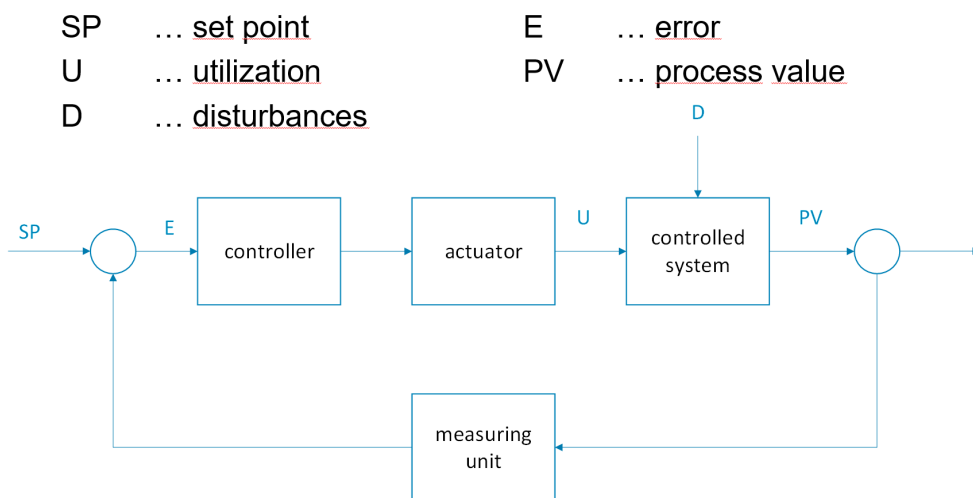 SP … set point E … error
U … utilization PV … process value
D … disturbances
D
SP
E
controller
actuator
U
controlled
system
PV
measuring
unit